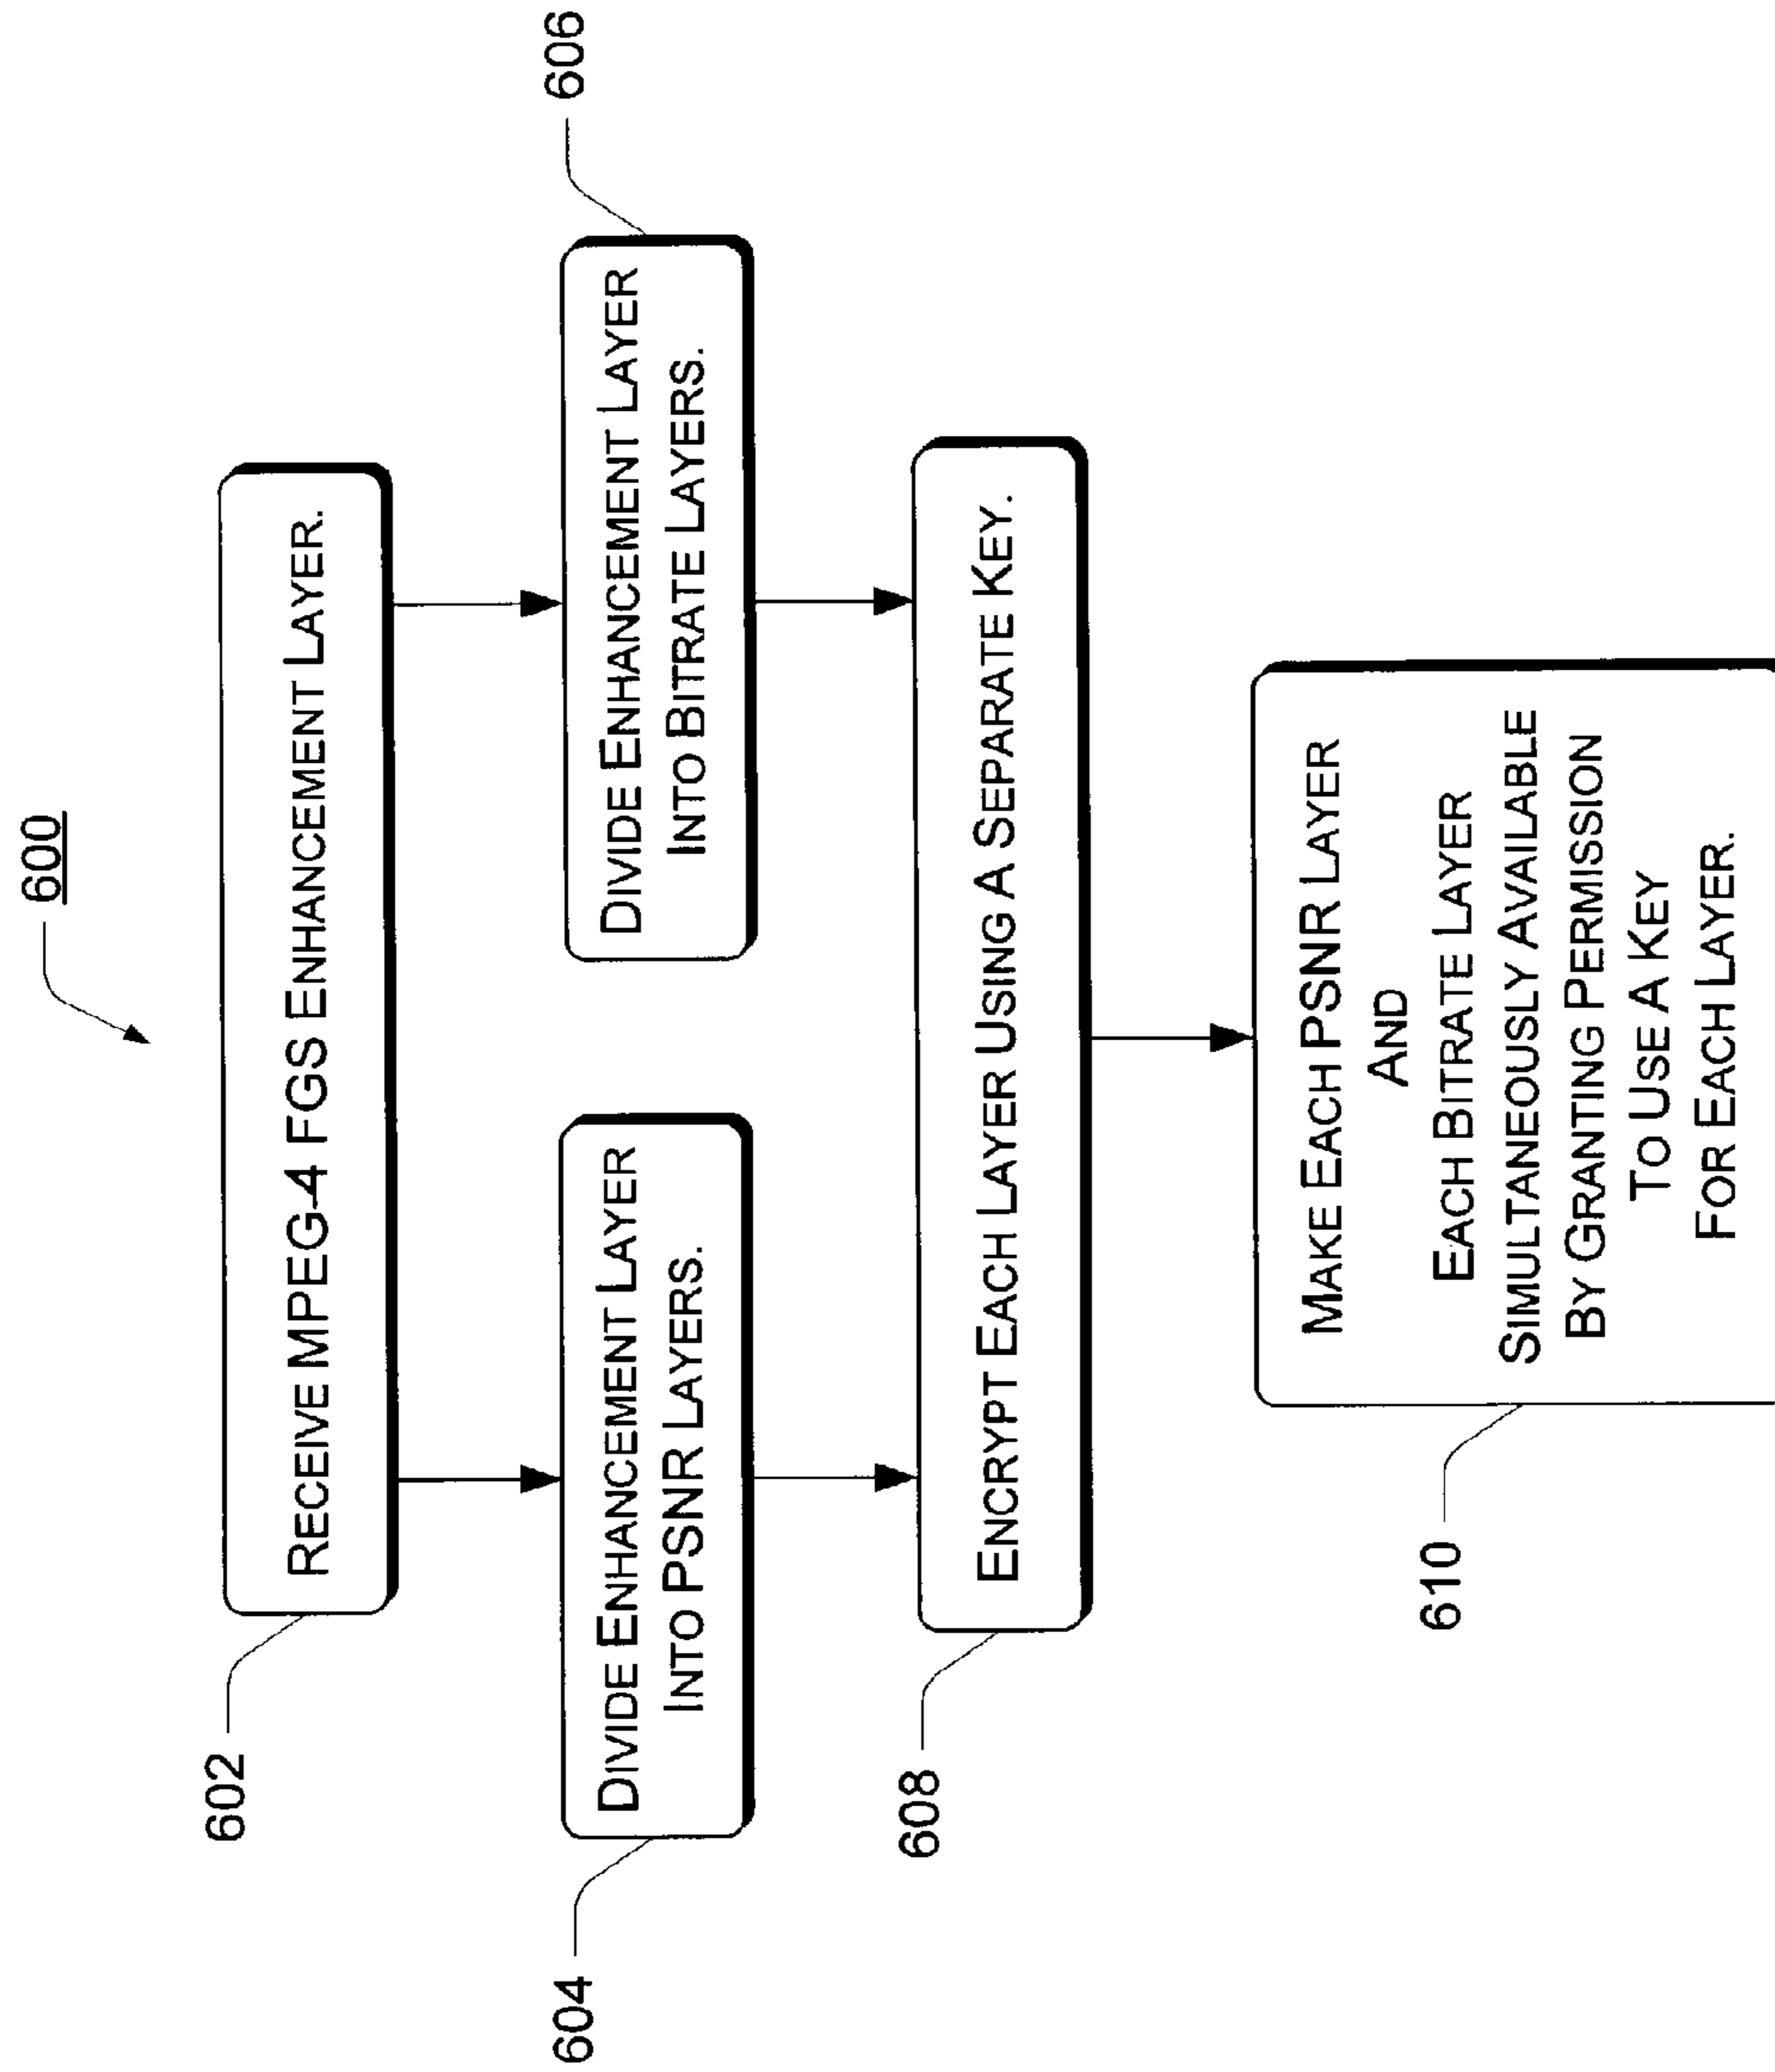 600
602
RECEIVE MPEG-4 FGS ENHANCEMENT LAYER.
604
DIVIDE ENHANCEMENT LAYER
INTO PSNR LAYERS.
606
DIVIDE ENHANCEMENT LAYER
INTO BITRATE LAYERS.
608
ENCRYPT EACH LAYER USING A SEPARATE KEY.
610
MAKE EACH PSNR LAYER
AND
EACH BITRATE LAYER
SIMULTANEOUSLY AVAILABLE
BY GRANTING PERMISSION
TO USE A KEY
FOR EACH LAYER.